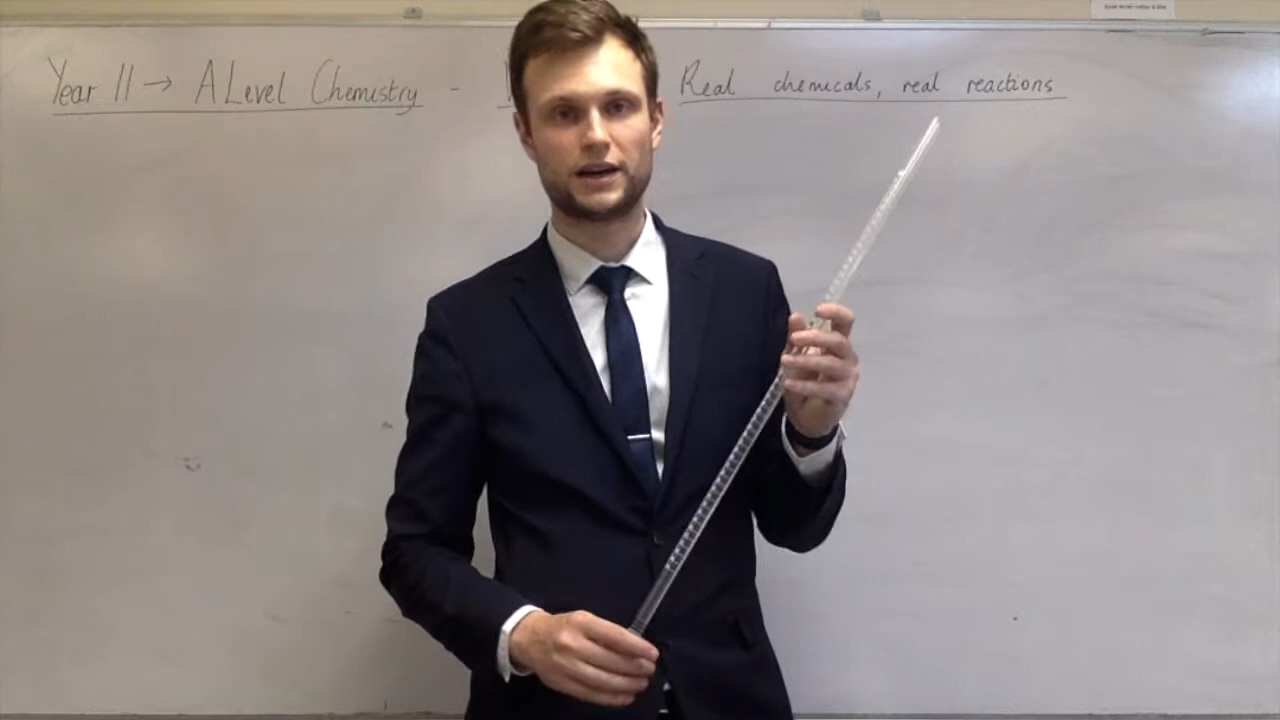 Year 11 → A Level Chemistry - Real chemicals, real reactions